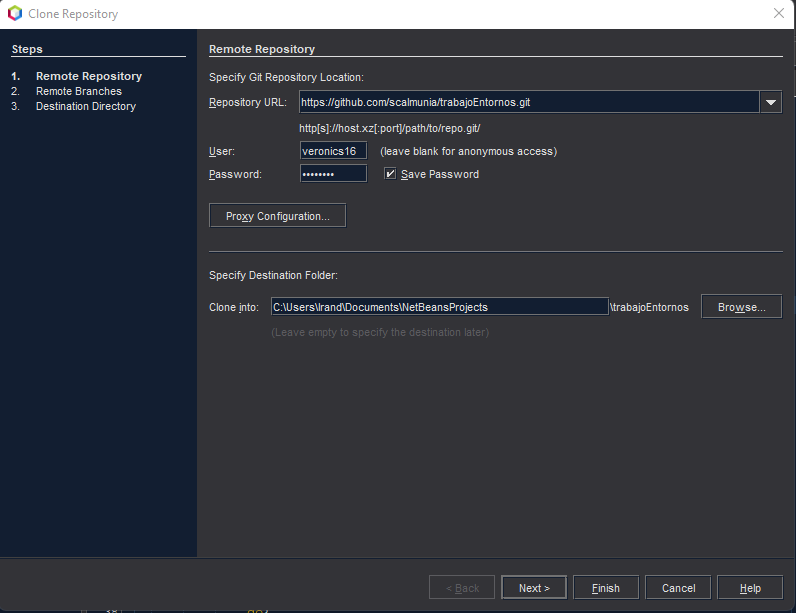 Clone Repository
Steps
1. Remote Repository
2. Remote Branches
3. Destination Directory
Remote Repository
Specify Git Repository Location:
Repository URL: https://github.com/scalmunia/trabajoEntornos.git
http[s]://host.xz[:port]/path/to/repo.git/
User: veronics16 (leave blank for anonymous access)
Password: •••••••• Save Password
Proxy Configuration...
Specify Destination Folder:
Clone into: C:\Users\lrand\Documents\NetBeansProjects \trabajoEntornos Browse...
(Leave empty to specify the destination later)
< Back Next > Finish Cancel Help